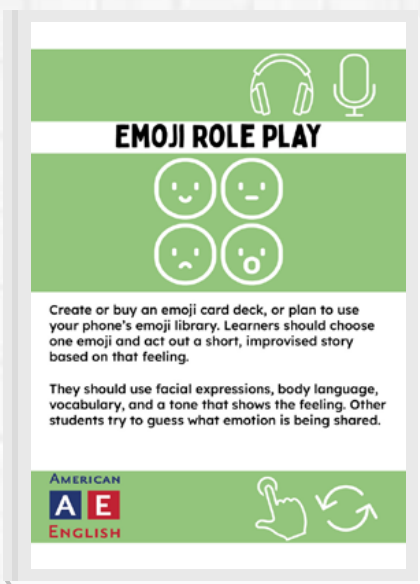 EMOJI ROLE PLAY
Create or buy an emoji card deck, or plan to use
your phone's emoji library. Learners should choose
one emoji and act out a short, improvised story
based on that feeling.
They should use facial expressions, body language,
vocabulary, and a tone that shows the feeling. Other
students try to guess what emotion is being shared.
AMERICAN
A E
ENGLISH